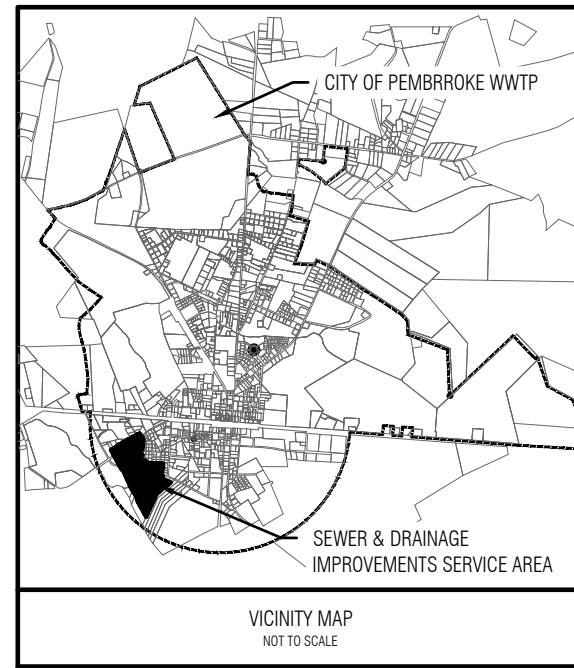 CITY OF PEMBRROKE WWTP
SEWER & DRAINAGE
IMPROVEMENTS SERVICE AREA
VICINITY MAP
NOT TO SCALE